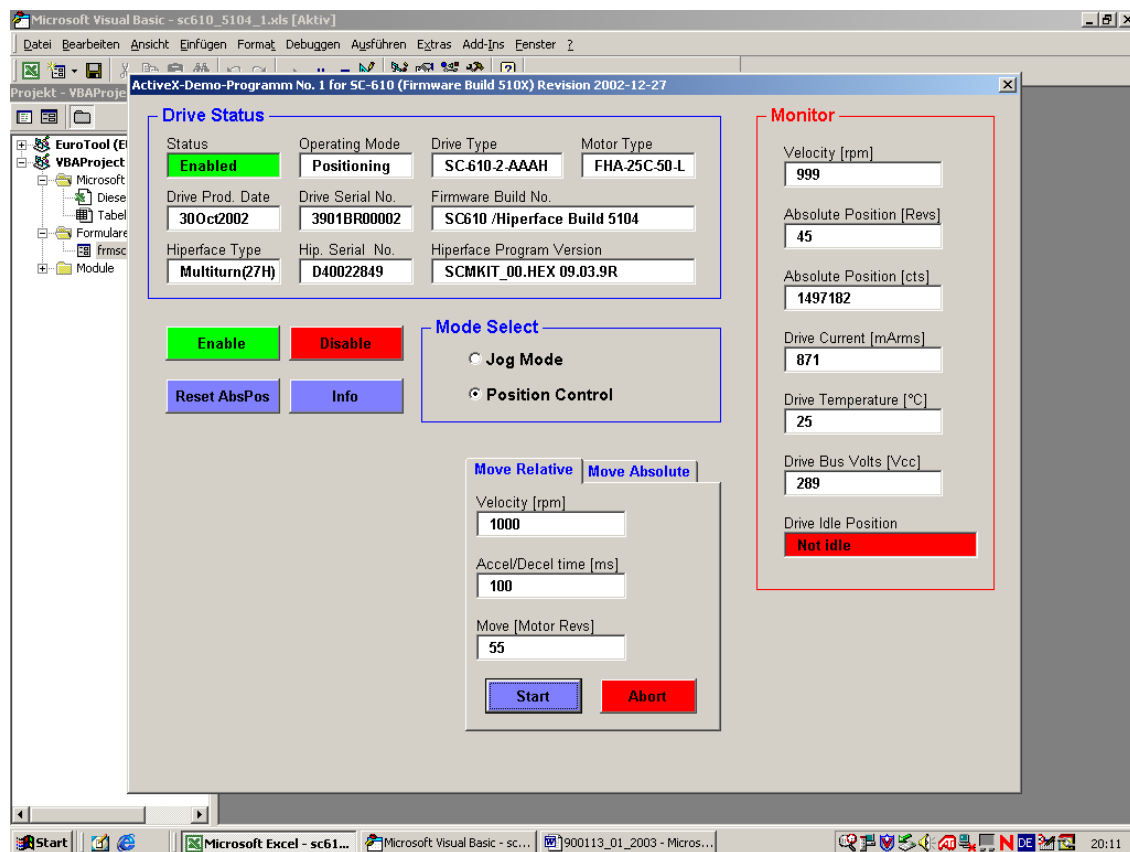 Microsoft Visual Basic - sc610_5104_1.xls [Aktiv]
Datei Bearbeiten Ansicht Einfügen Format Debuggen Ausführen Extras Add-Ins Fenster ?
Projekt - VBAProje
EuroTool (E
VBAProject
Microsoft
Diese
Tabel
Formulare
frmsc
Module
ActiveX-Demo-Programm No. 1 for SC-610 (Firmware Build 510X) Revision 2002-12-27
Drive Status
Status Operating Mode Drive Type Motor Type
Enabled Positioning SC-610-2-AAAH FHA-25C-50-L
Drive Prod. Date Drive Serial No. Firmware Build No.
30Oct2002 3901BR00002 SC610 /Hiperface Build 5104
Hiperface Type Hip. Serial No. Hiperface Program Version
Multiturn(27H) D40022849 SCMKIT_00.HEX 09.03.9R
Enable Disable
Reset AbsPos Info
Mode Select
Jog Mode
Position Control
Move Relative Move Absolute
Velocity [rpm]
1000
Accel/Decel time [ms]
100
Move [Motor Revs]
55
Start Abort
Monitor
Velocity [rpm]
999
Absolute Position [Revs]
45
Absolute Position [cts]
1497182
Drive Current [mArms]
871
Drive Temperature [°C]
25
Drive Bus Volts [Vcc]
289
Drive Idle Position
Not idle
Start Microsoft Excel - sc61... Microsoft Visual Basic - sc... 900113_01_2003 - Micros... DE 20:11